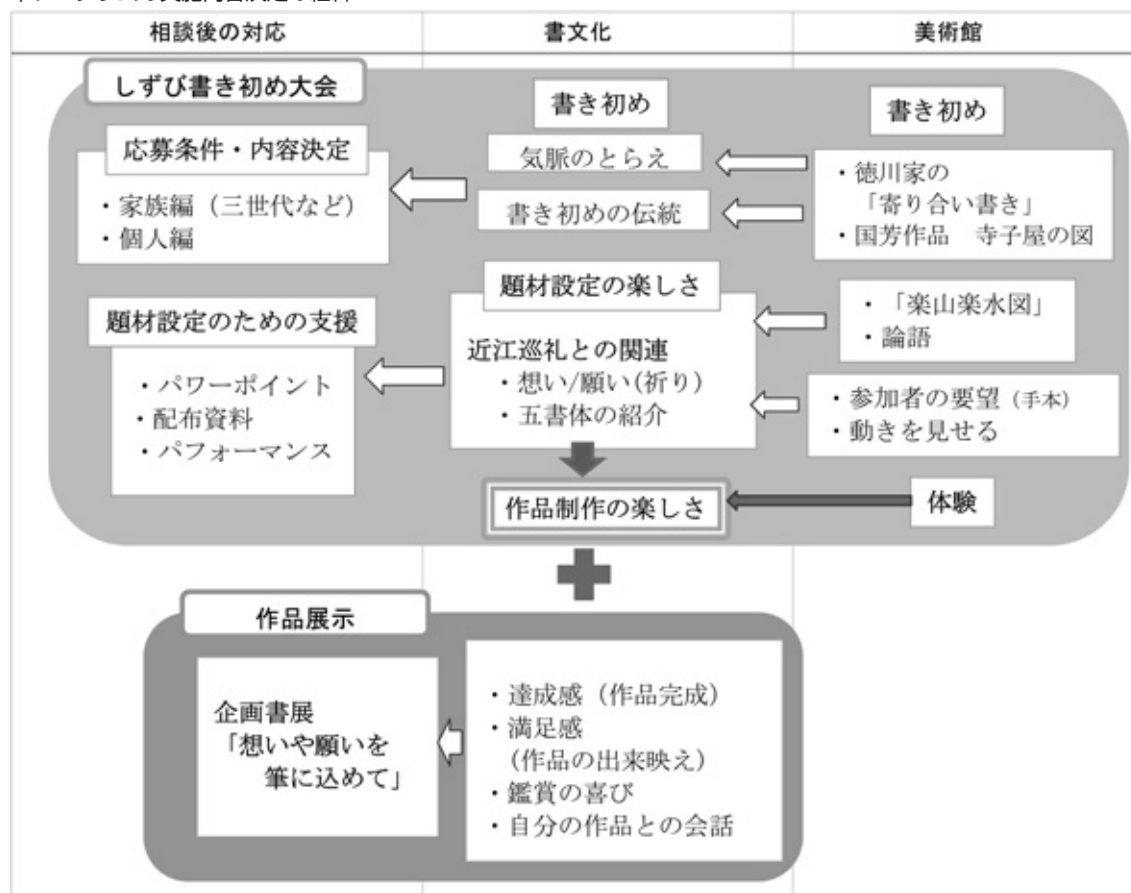 相談後の対応
書文化
美術館
しずび書き初め大会
応募条件・内容決定
・家族編（三世代など）
・個人編
書き初め
気脈のとらえ
書き初めの伝統
書き初め
・徳川家の
「寄り合い書き」
・国芳作品　寺子屋の図
題材設定のための支援
・パワーポイント
・配布資料
・パフォーマンス
題材設定の楽しさ
近江巡礼との関連
・想い/願い(祈り)
・五書体の紹介
・「楽山楽水図」
・論語
・参加者の要望（手本）
・動きを見せる
作品制作の楽しさ
体験
作品展示
企画書展
「想いや願いを
筆に込めて」
・達成感（作品完成）
・満足感
（作品の出来映え）
・鑑賞の喜び
・自分の作品との会話